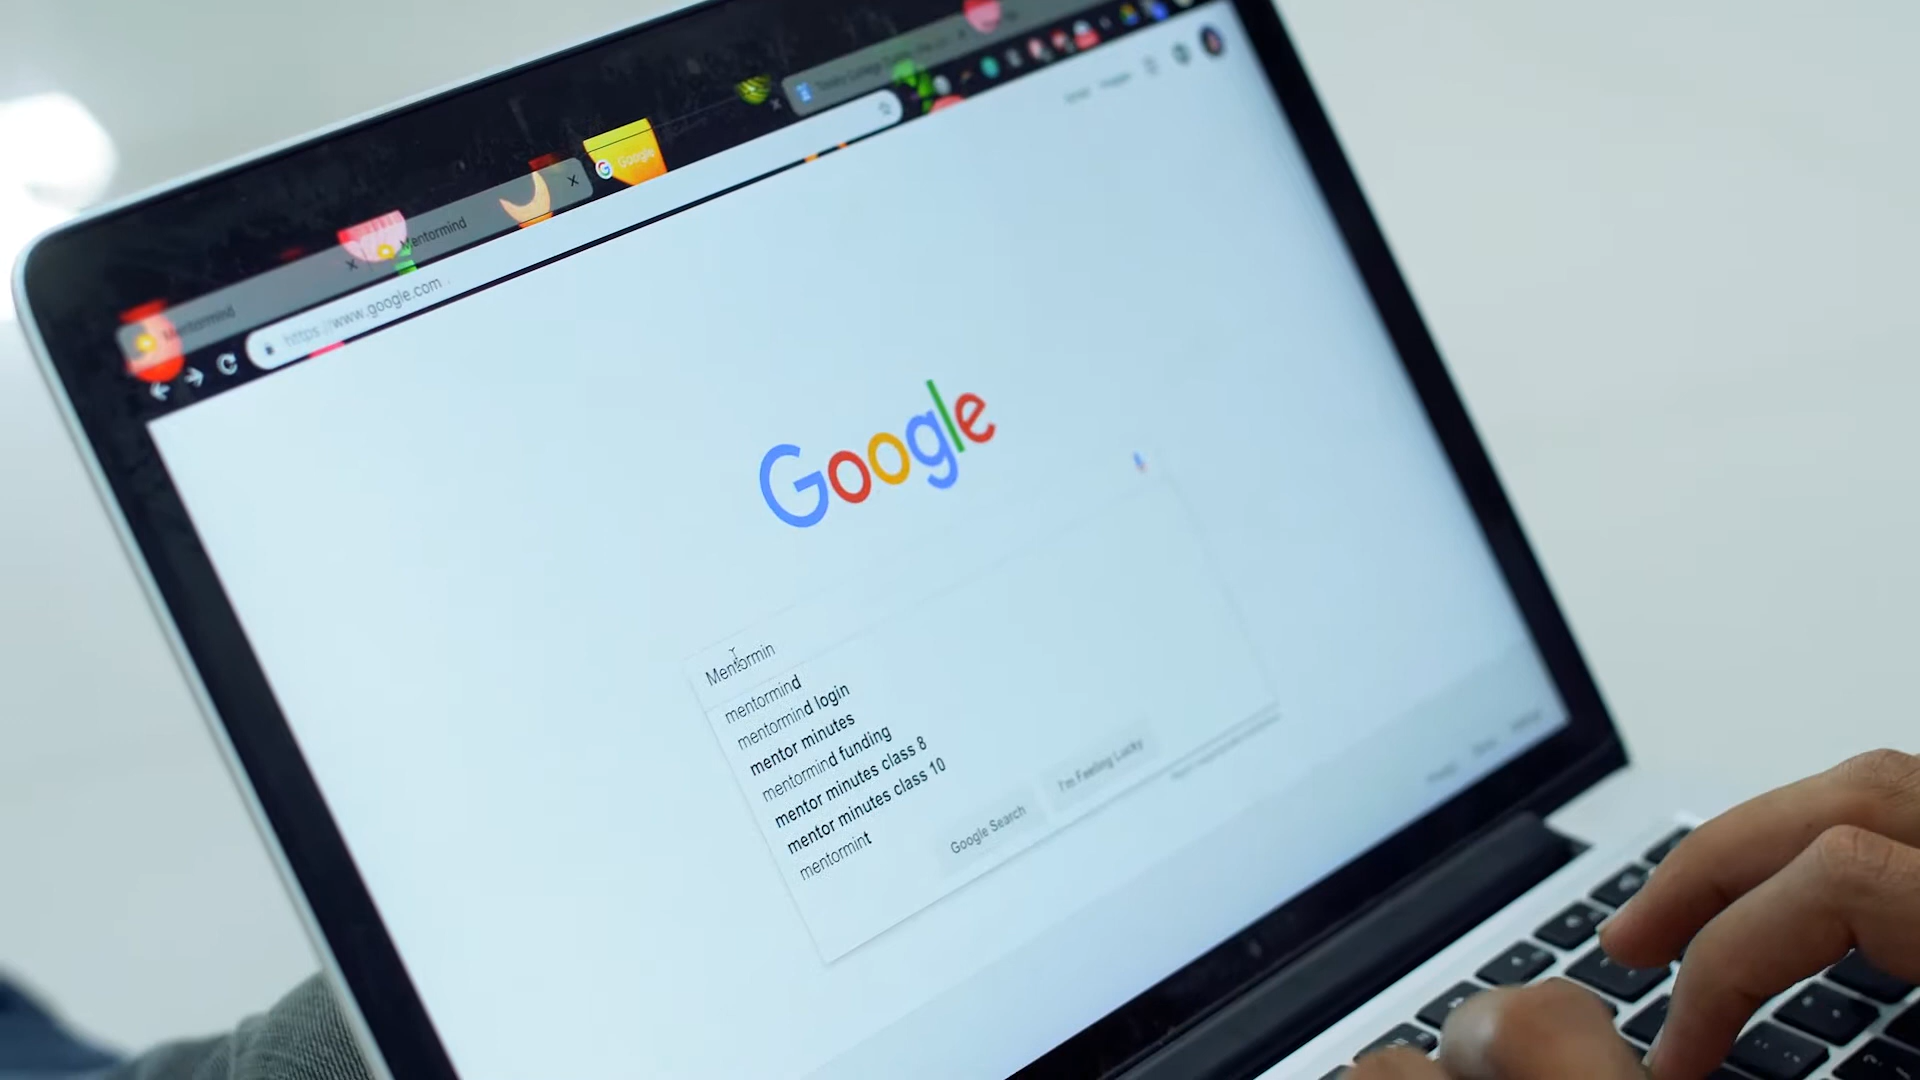 Google
Mentormind
Mentormind
https://www.google.com
Google
Mentormin
mentormind
mentormind login
mentor minutes
mentormind funding
mentor minutes class 8
mentor minutes class 10
mentormint
Google Search
I'm Feeling Lucky